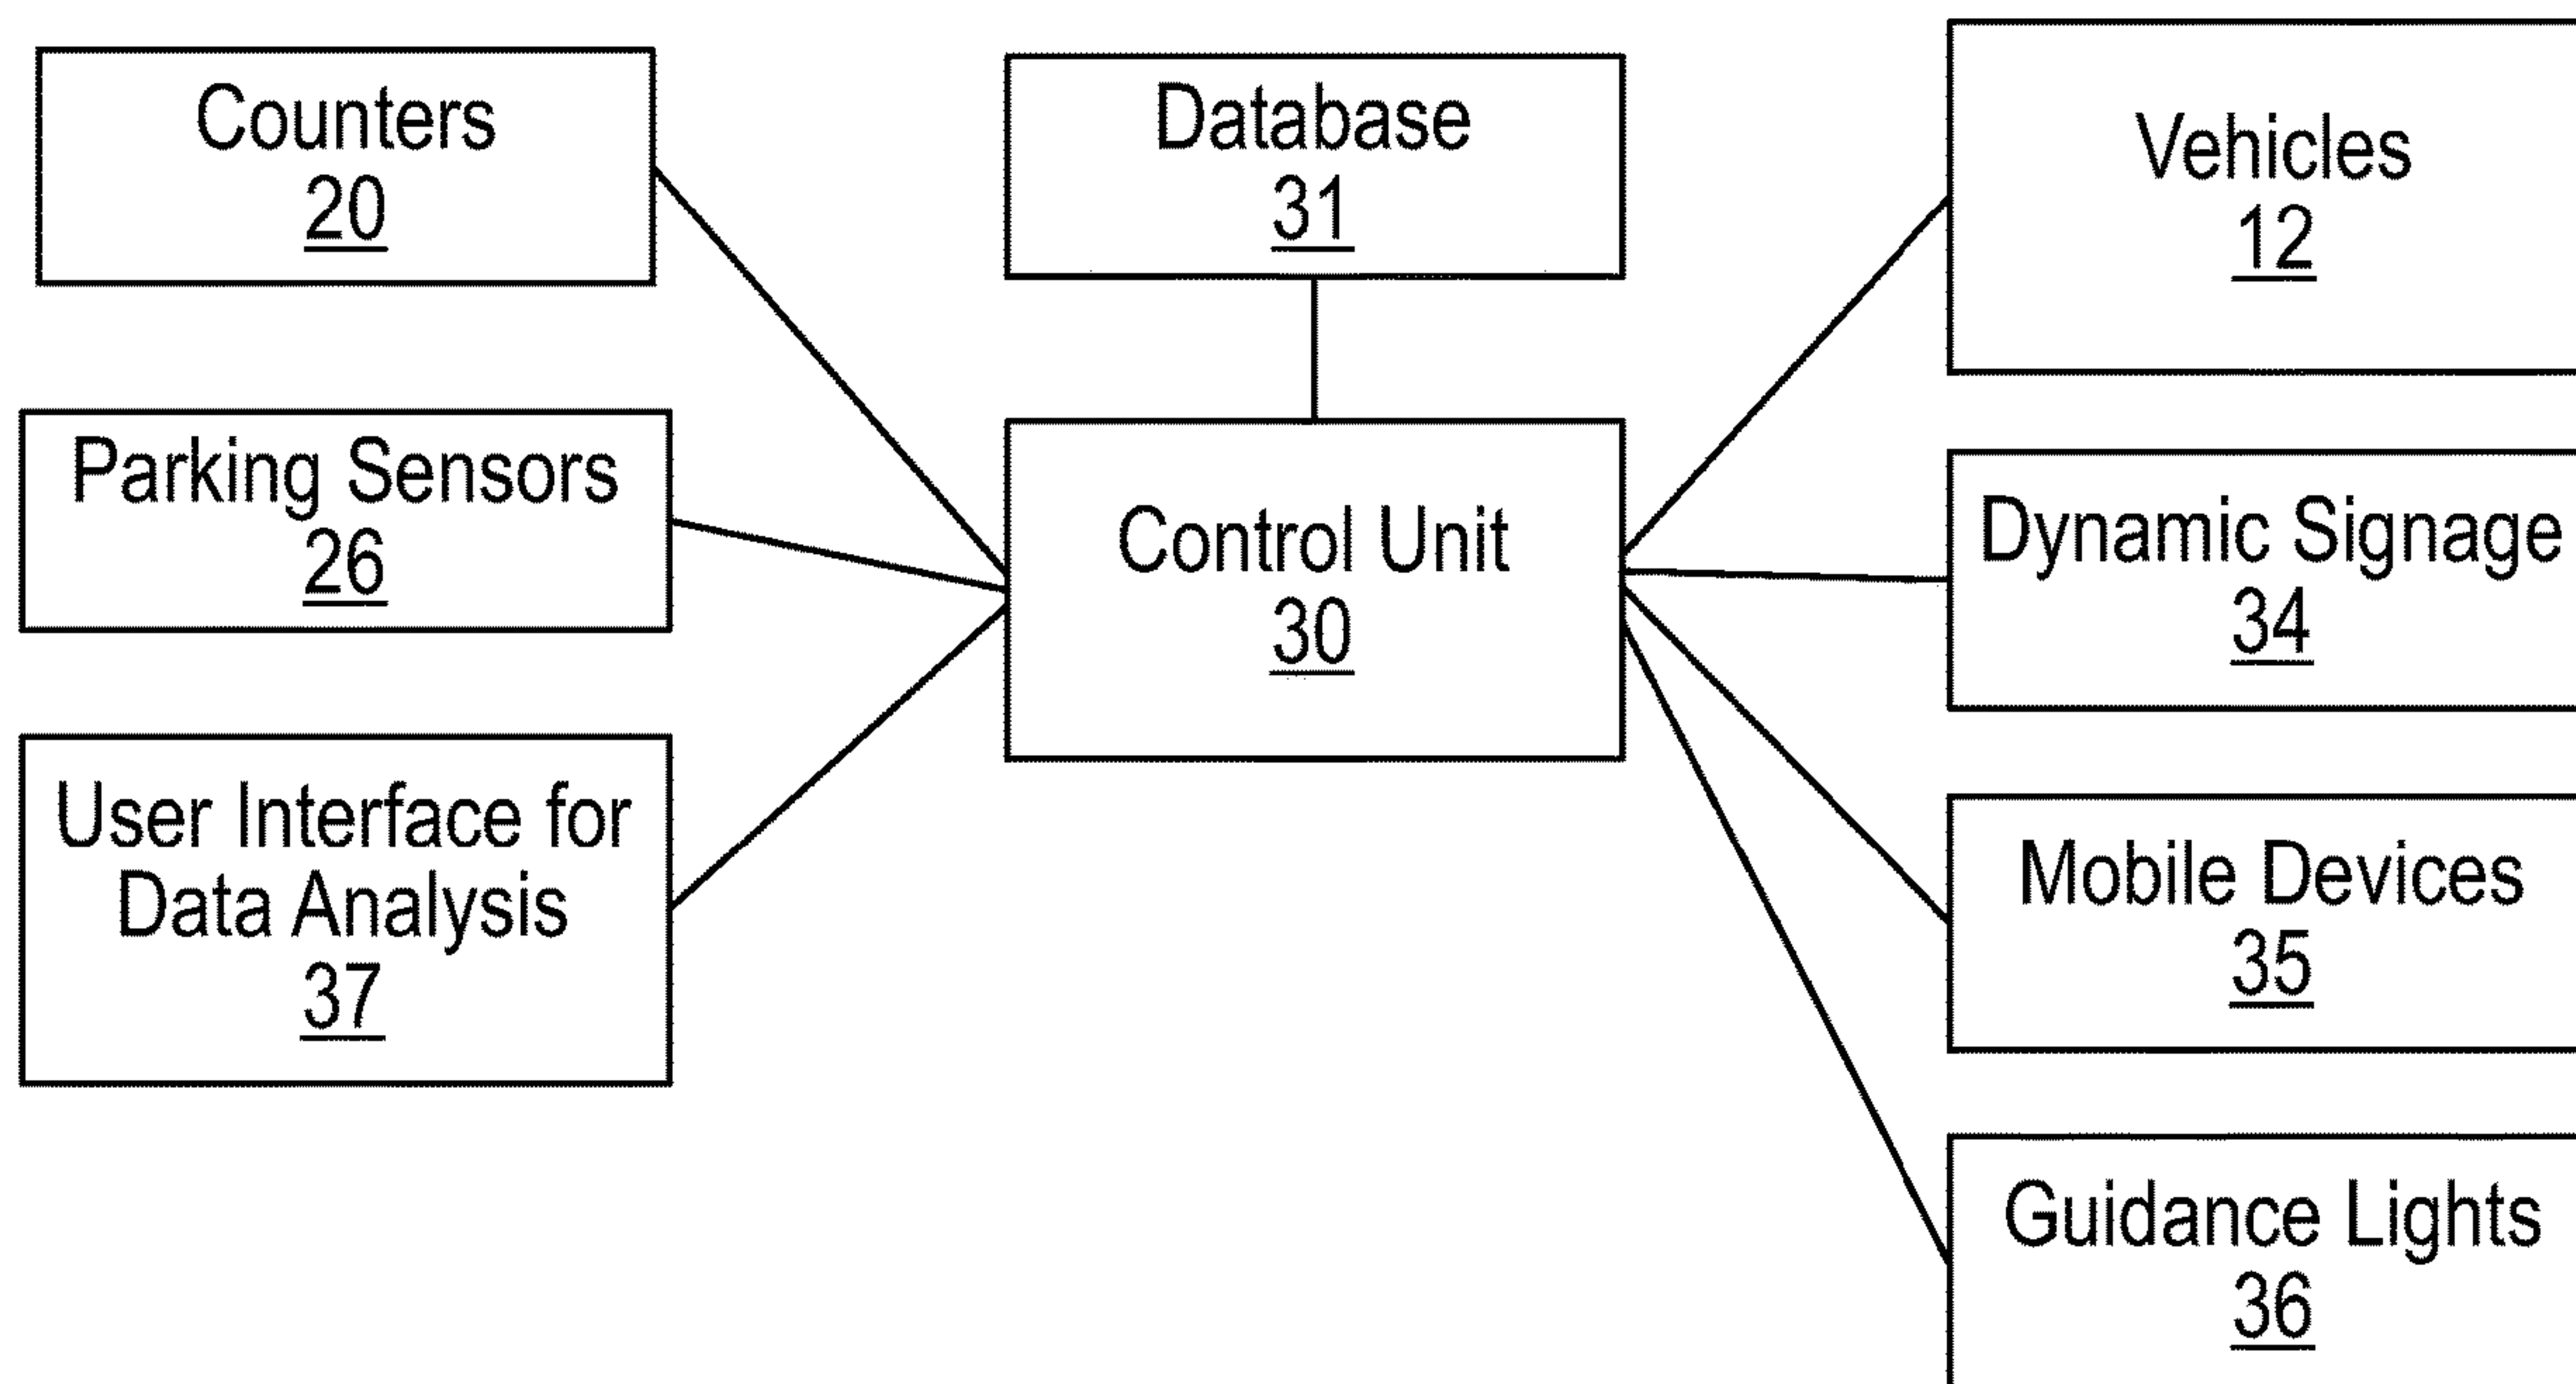 Counters
20
Parking Sensors
26
User Interface for
Data Analysis
37
Database
31
Control Unit
30
Vehicles
12
Dynamic Signage
34
Mobile Devices
35
Guidance Lights
36